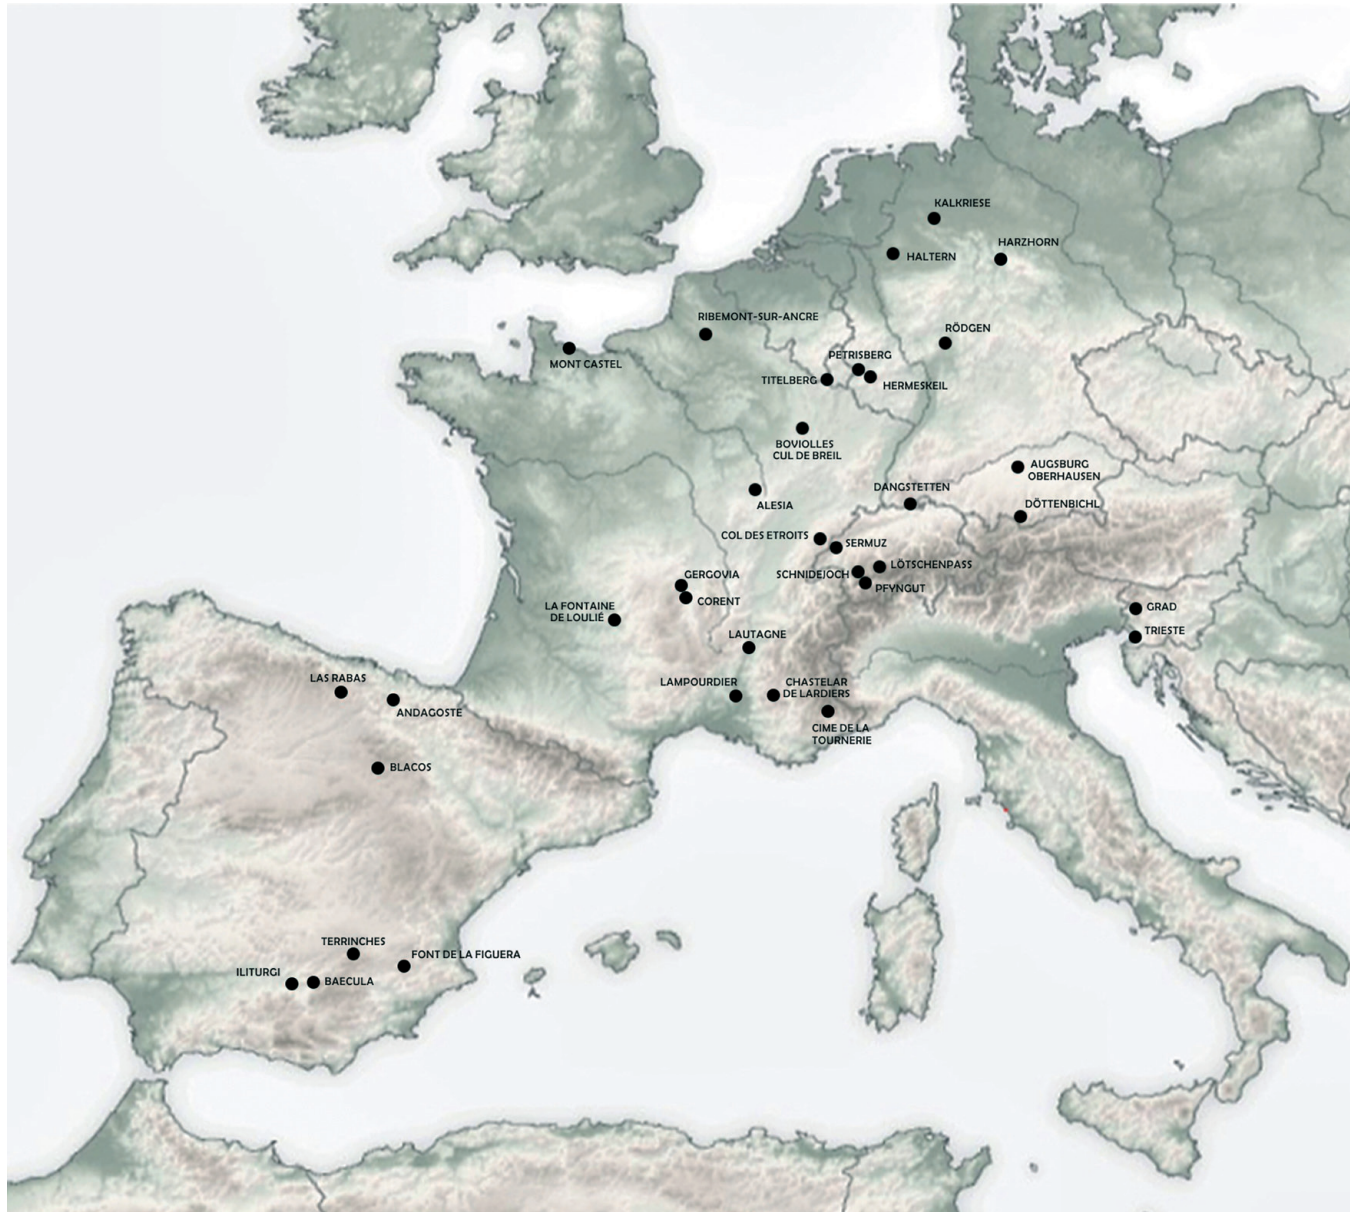 KALKRIESE
HARZHORN
HALTERN
RIBEMONT-SUR-ANCRE
RÖDGEN
MONT CASTEL
PETRISBERG
TITELBERG
HERMESKEIL
BOVIOLLES
CUL DE BREIL
AUGSBURG
OBERHAUSEN
DANGSTETTEN
ALESIA
DÖTTENBICHL
COL DES ETROITS
SERMUZ
LÖTSCHENPASS
SCHNIDEJOCH
PFYNGUT
GERGOVIA
CORENT
LA FONTAINE
DE LOULIÉ
GRAD
TRIESTE
LAUTAGNE
LAS RABAS
LAMPOURDIER
CHASTELAR
DE LARDIERS
ANDAGOSTE
CIME DE LA
TOURNERIE
BLACOS
TERRINCHES
FONT DE LA FIGUERA
ILITURGI
BAECULA